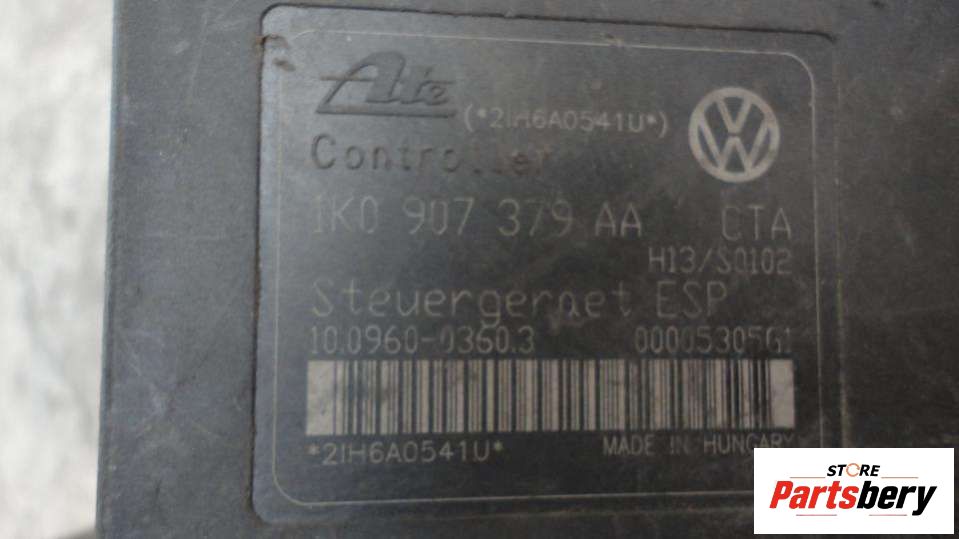 Ate
(*2IH6A0541U*)
Controller
1K0 907 379 AA CTA
H13/S0102
Steuergeraet ESP
10.0960-0360.3 00005305G1
*2IH6A0541U*
MADE IN HUNGARY
STORE
Partsbery